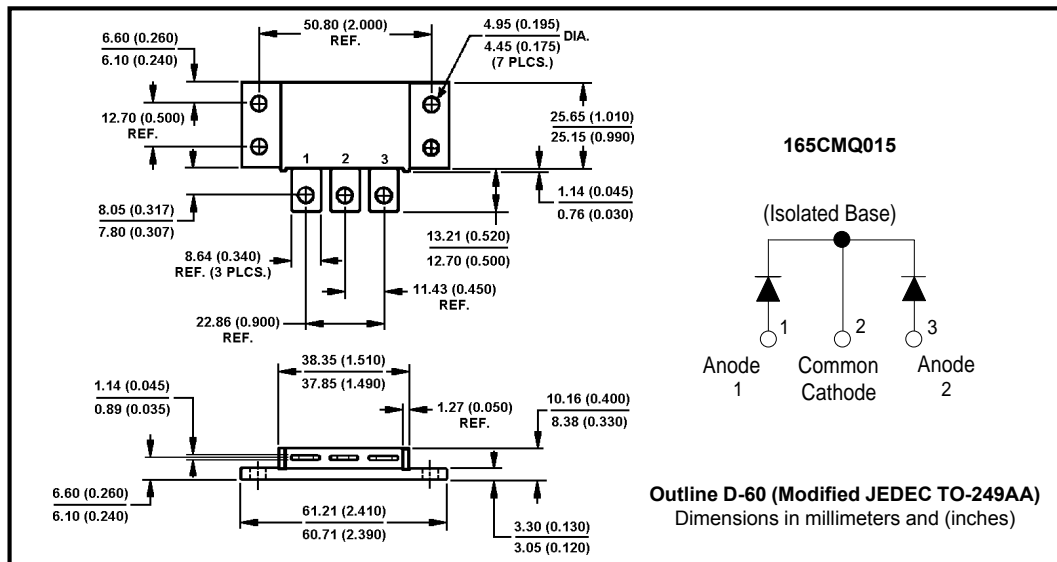 50.80 (2.000)
REF.
4.95 (0.195)
4.45 (0.175)
DIA.
(7 PLCS.)
6.60 (0.260)
6.10 (0.240)
12.70 (0.500)
REF.
25.65 (1.010)
25.15 (0.990)
1 2 3
1.14 (0.045)
0.76 (0.030)
8.05 (0.317)
7.80 (0.307)
13.21 (0.520)
12.70 (0.500)
8.64 (0.340)
REF. (3 PLCS.)
11.43 (0.450)
REF.
22.86 (0.900)
REF.
38.35 (1.510)
37.85 (1.490)
1.14 (0.045)
0.89 (0.035)
1.27 (0.050)
REF.
10.16 (0.400)
8.38 (0.330)
6.60 (0.260)
6.10 (0.240)
61.21 (2.410)
60.71 (2.390)
3.30 (0.130)
3.05 (0.120)
165CMQ015
(Isolated Base)
1 2 3
Anode
1
Common
Cathode
Anode
2
Outline D-60 (Modified JEDEC TO-249AA)
Dimensions in millimeters and (inches)